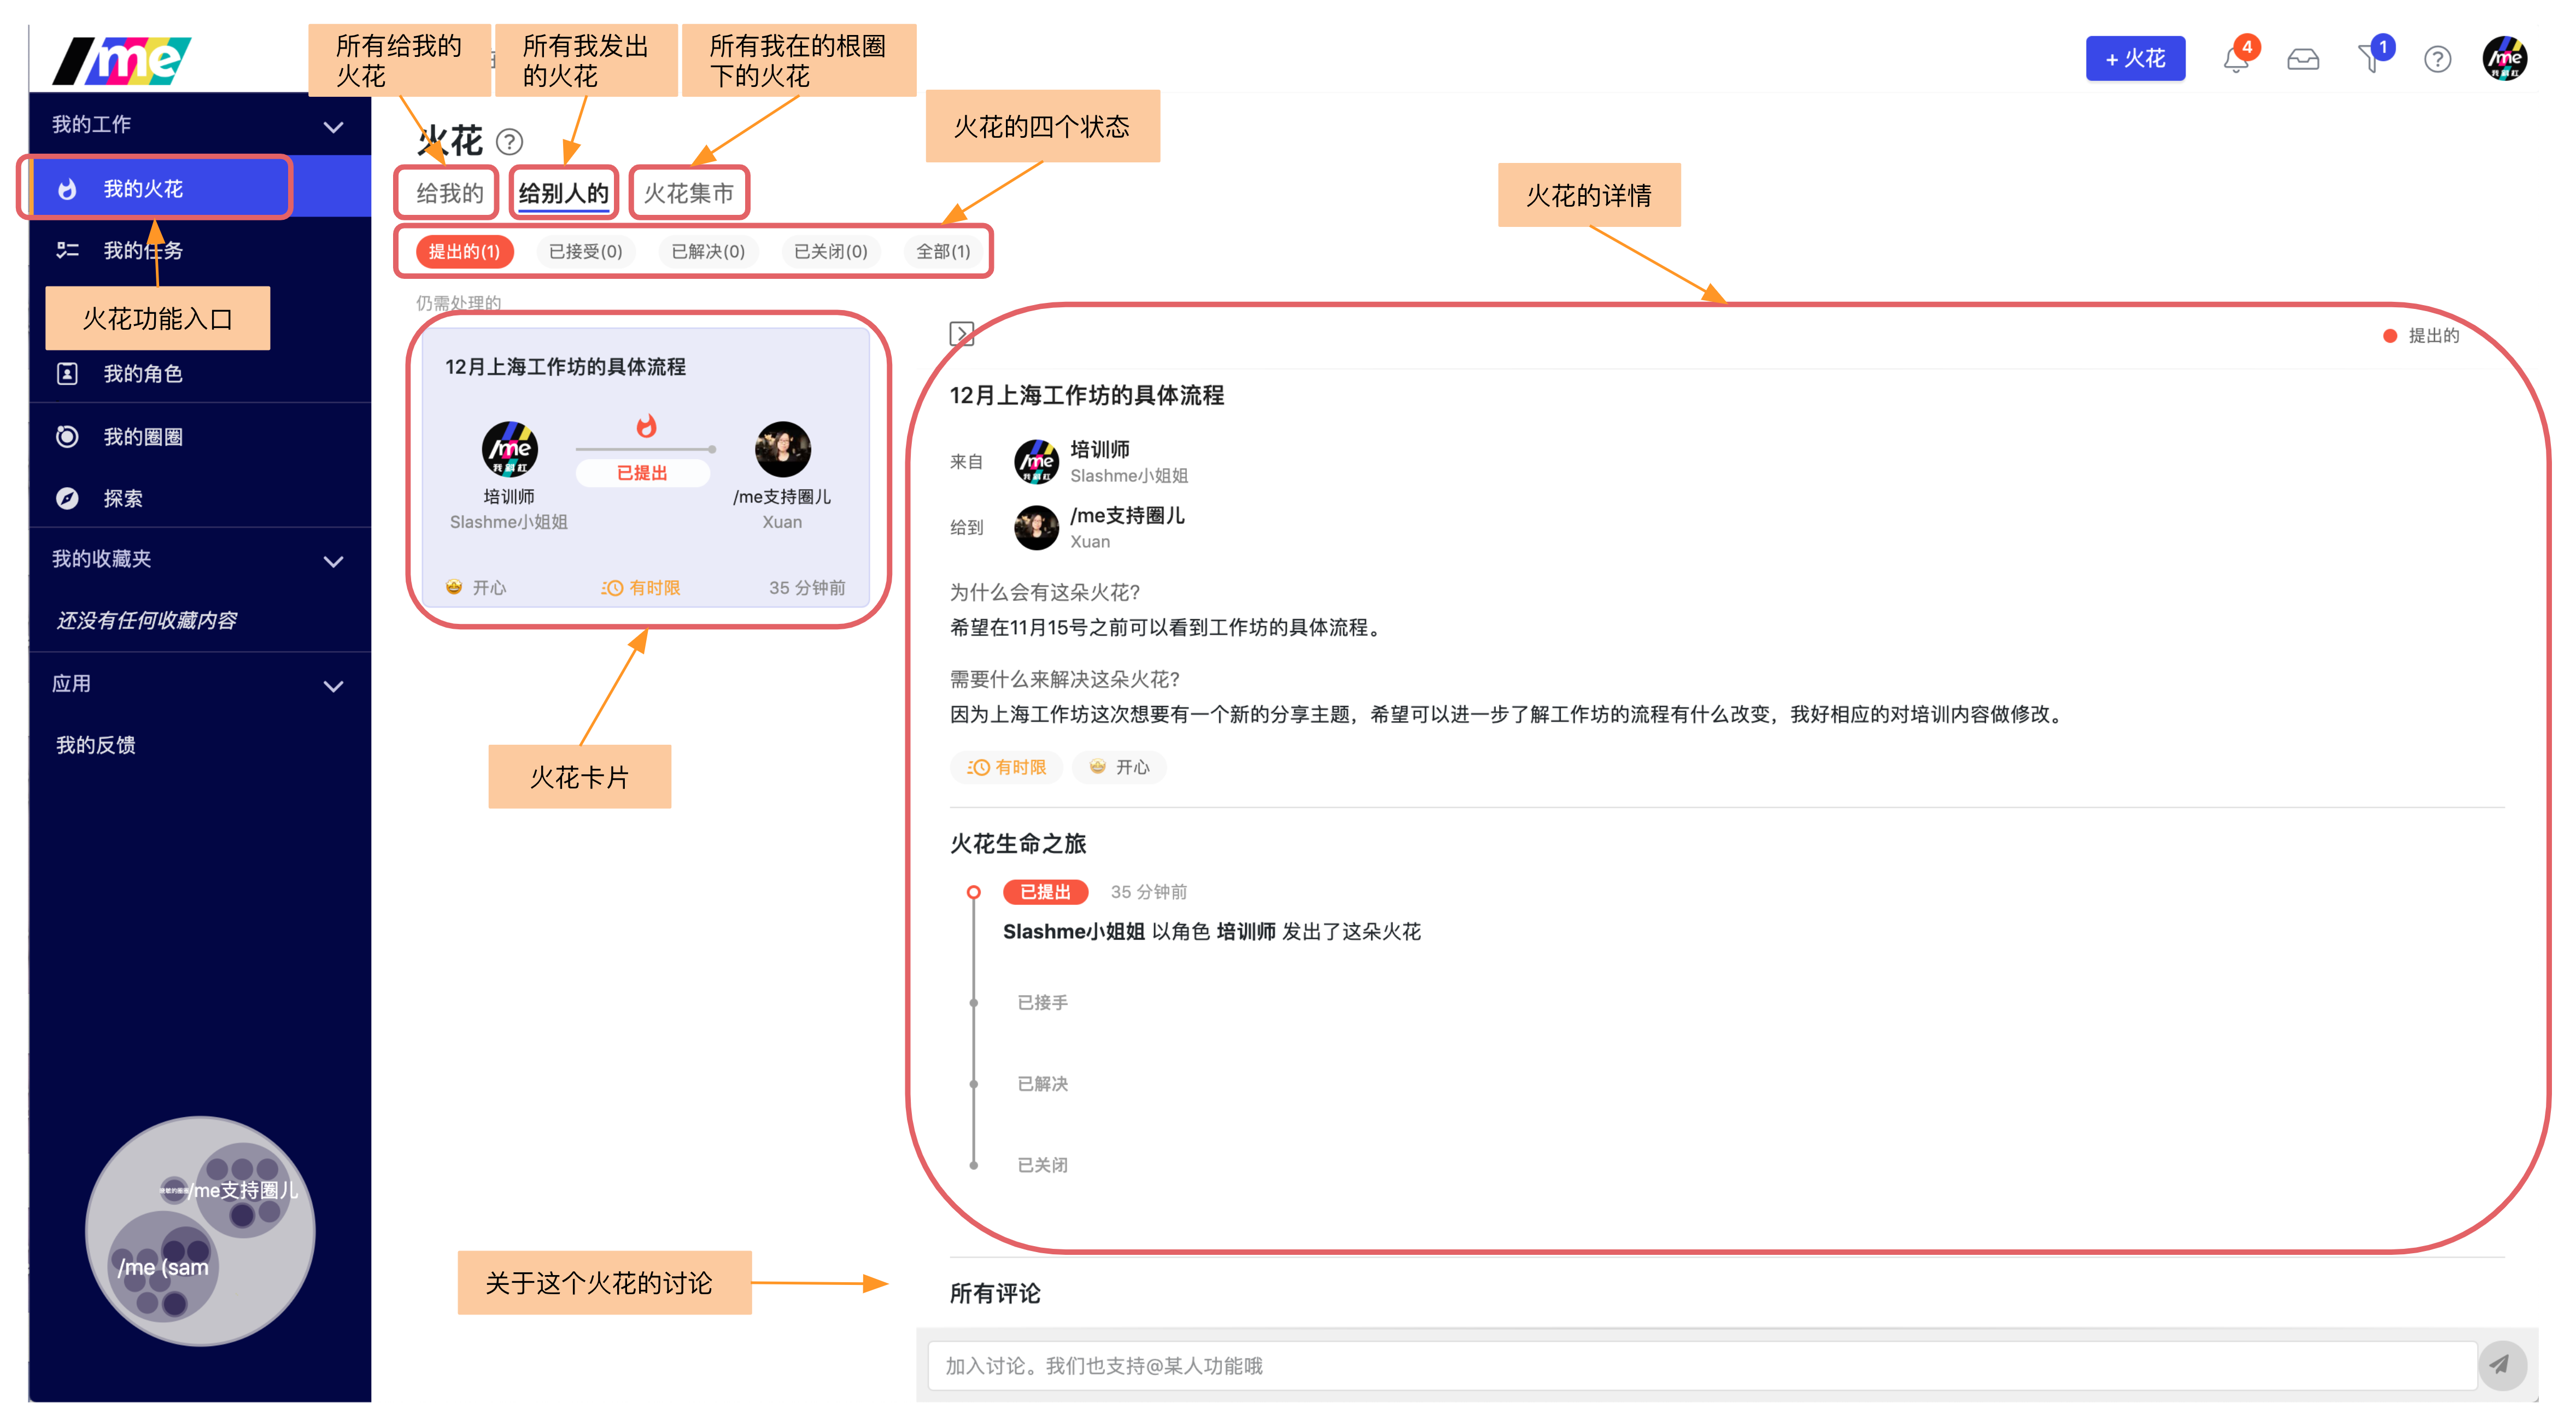 /me
所有给我的
火花
所有我发出
的火花
所有我在的根圈
下的火花
+ 火花
4
1
/me
我斜杠
我的工作
我的火花
我的任务
火花功能入口
我的角色
我的圈圈
探索
我的收藏夹
还没有任何收藏内容
应用
我的反馈
/me支持圈儿
/me (sam
火花
火花的四个状态
火花的详情
给我的
给别人的
火花集市
提出的(1)
已接受(0)
已解决(0)
已关闭(0)
全部(1)
仍需处理的
12月上海工作坊的具体流程
/me
我斜杠
已提出
培训师
Slashme小姐姐
/me支持圈儿
Xuan
开心
有时限
35 分钟前
火花卡片
提出的
12月上海工作坊的具体流程
来自
/me
我斜杠
培训师
Slashme小姐姐
给到
/me支持圈儿
Xuan
为什么会有这朵火花?
希望在11月15号之前可以看到工作坊的具体流程。
需要什么来解决这朵火花?
因为上海工作坊这次想要有一个新的分享主题，希望可以进一步了解工作坊的流程有什么改变，我好相应的对培训内容做修改。
有时限
开心
火花生命之旅
已提出
35 分钟前
Slashme小姐姐 以角色 培训师 发出了这朵火花
已接手
已解决
已关闭
关于这个火花的讨论
所有评论
加入讨论。我们也支持@某人功能哦